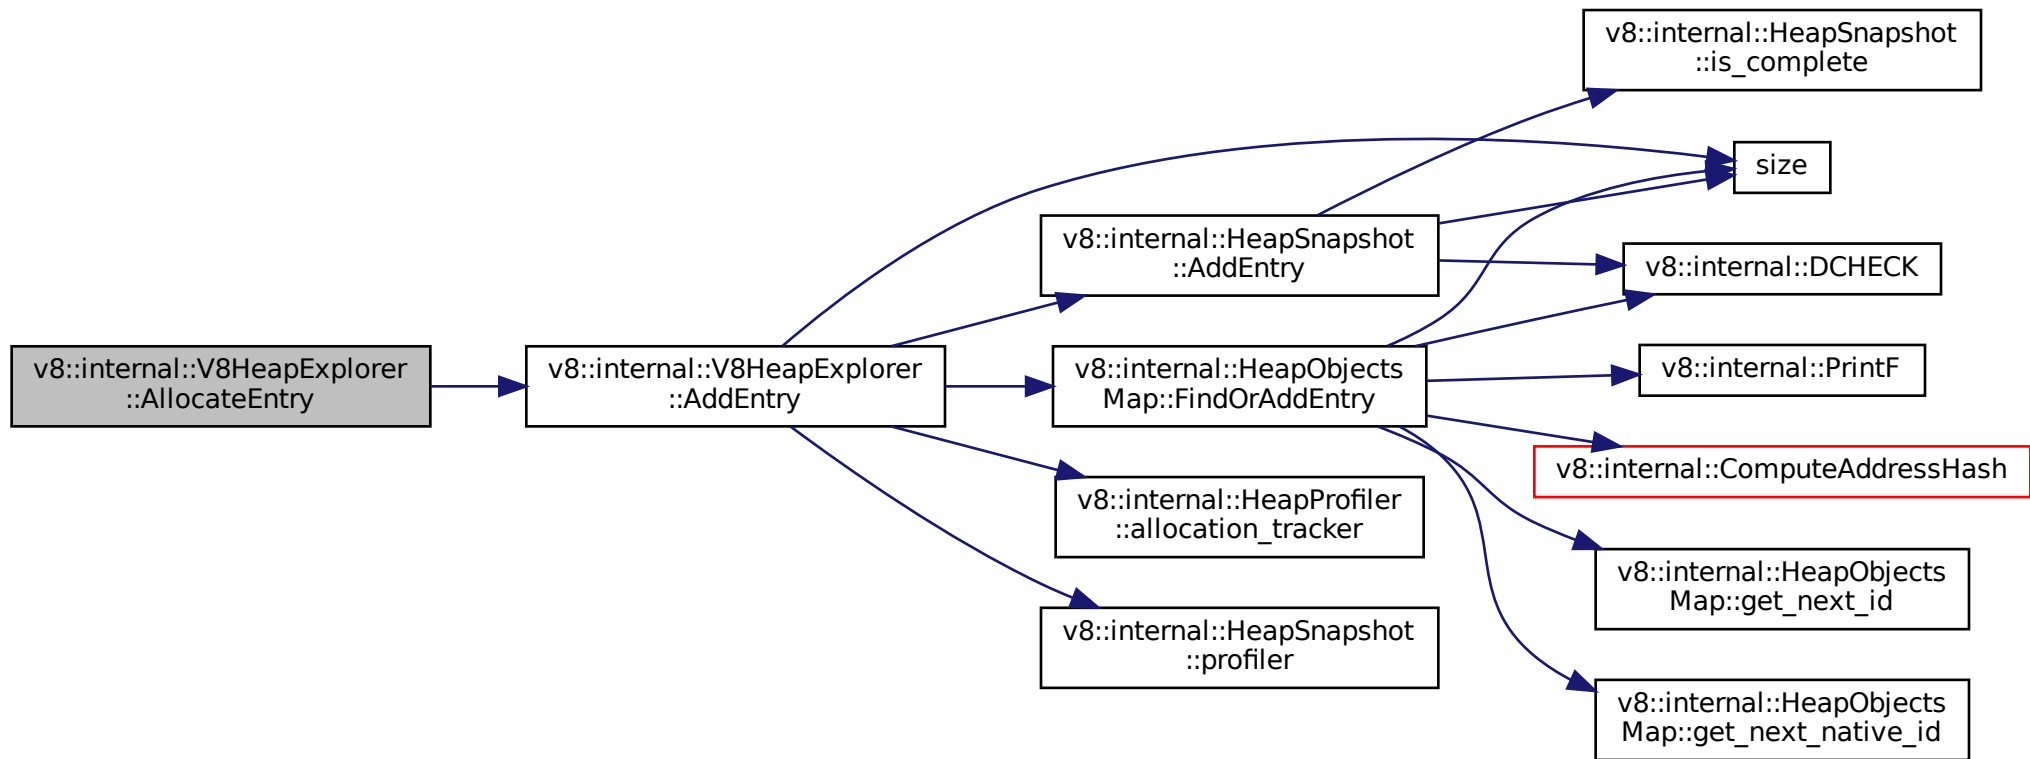 v8::internal::V8HeapExplorer
::AllocateEntry
v8::internal::V8HeapExplorer
::AddEntry
v8::internal::HeapSnapshot
::AddEntry
v8::internal::HeapObjects
Map::FindOrAddEntry
v8::internal::HeapProfiler
::allocation_tracker
v8::internal::HeapSnapshot
::profiler
v8::internal::HeapSnapshot
::is_complete
size
v8::internal::DCHECK
v8::internal::PrintF
v8::internal::ComputeAddressHash
v8::internal::HeapObjects
Map::get_next_id
v8::internal::HeapObjects
Map::get_next_native_id